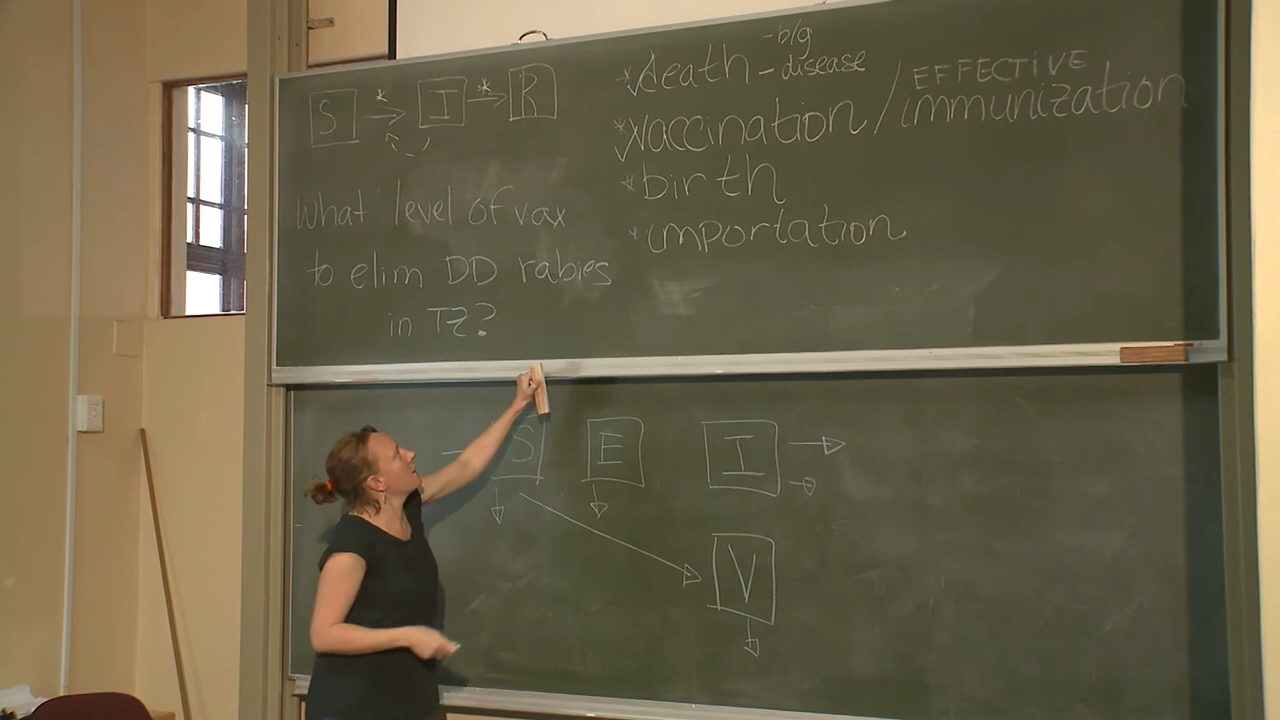 S * I * R
What level of vax
to elim DD rabies
in TZ?
*death - b/g
- disease
*vaccination / EFFECTIVE immunization
*birth
*importation
S E I
V